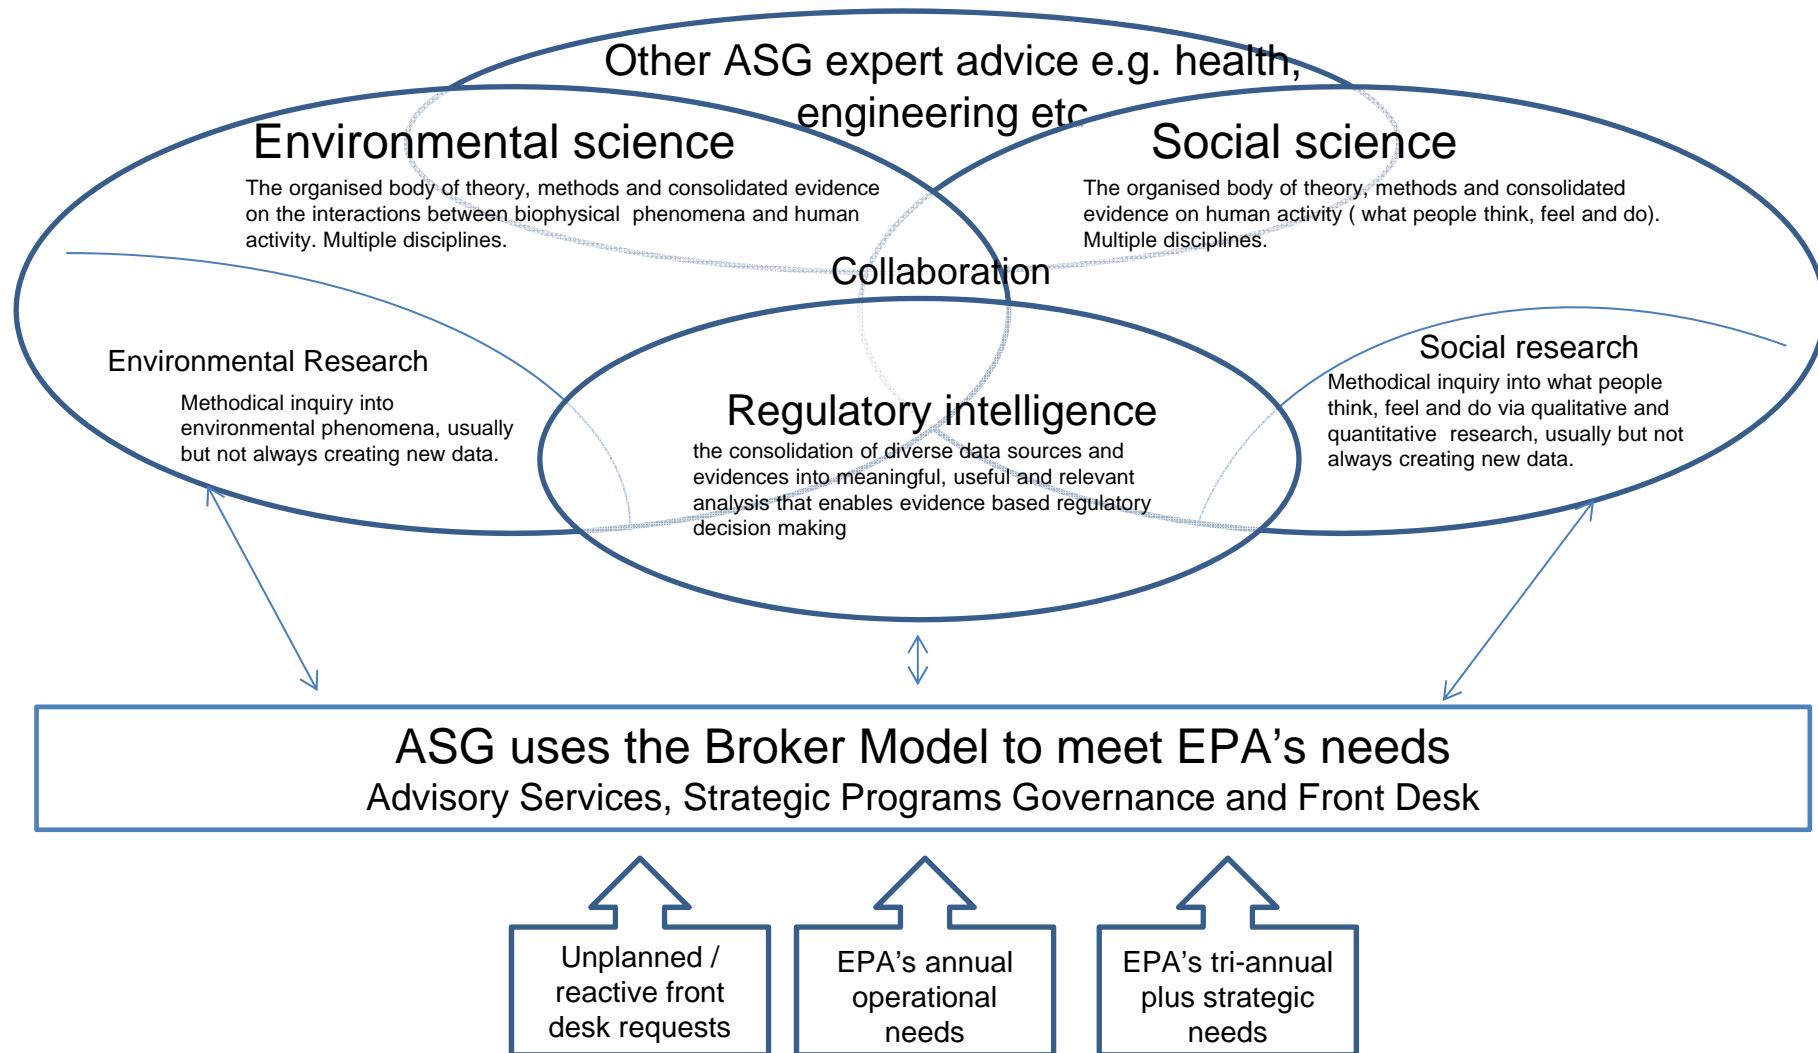 Other ASG expert advice e.g. health,
engineering etc
Environmental science
The organised body of theory, methods and consolidated evidence
on the interactions between biophysical  phenomena and human
activity. Multiple disciplines.
Social science
The organised body of theory, methods and consolidated
evidence on human activity ( what people think, feel and do).
Multiple disciplines.
Collaboration
Environmental Research
Methodical inquiry into
environmental phenomena, usually
but not always creating new data.
Regulatory intelligence
the consolidation of diverse data sources and
evidences into meaningful, useful and relevant
analysis that enables evidence based regulatory
decision making
Social research
Methodical inquiry into what people
think, feel and do via qualitative and
quantitative  research, usually but not
always creating new data.
ASG uses the Broker Model to meet EPA’s needs
Advisory Services, Strategic Programs Governance and Front Desk
Unplanned /
reactive front
desk requests
EPA’s annual
operational
needs
EPA’s tri-annual
plus strategic
needs